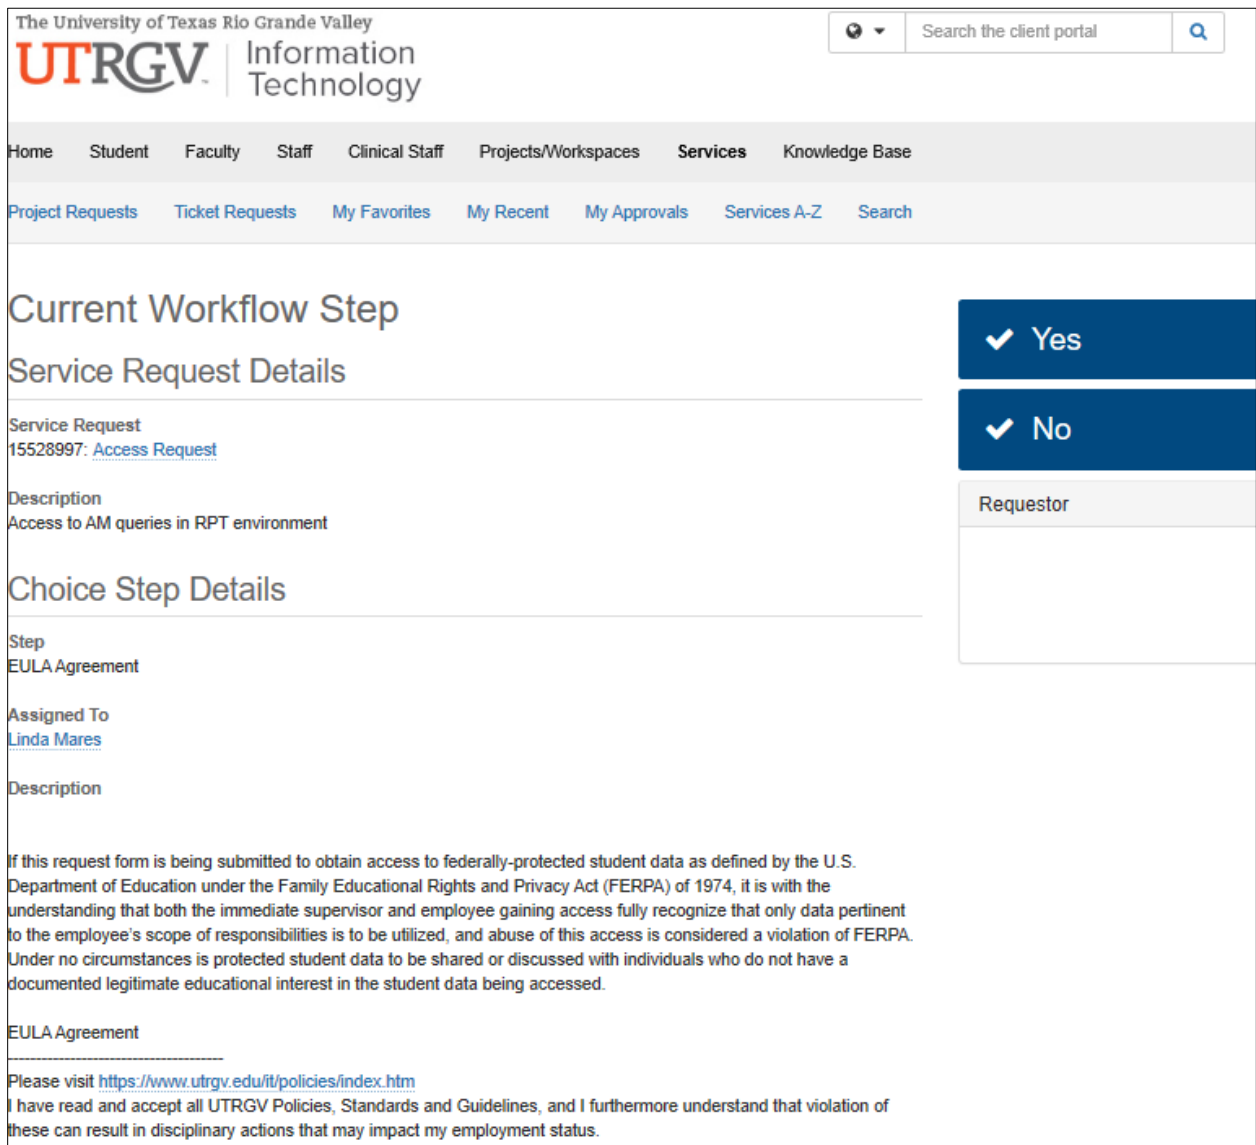 The University of Texas Rio Grande Valley
UTRGV™
Information
Technology
Search the client portal
Home Student Faculty Staff Clinical Staff Projects/Workspaces Services Knowledge Base
Project Requests Ticket Requests My Favorites My Recent My Approvals Services A-Z Search
Current Workflow Step
Yes
Service Request Details
Service Request
15528997: Access Request
No
Description
Access to AM queries in RPT environment
Requestor
Choice Step Details
Step
EULA Agreement
Assigned To
Linda Mares
Description
If this request form is being submitted to obtain access to federally-protected student data as defined by the U.S.
Department of Education under the Family Educational Rights and Privacy Act (FERPA) of 1974, it is with the
understanding that both the immediate supervisor and employee gaining access fully recognize that only data pertinent
to the employee's scope of responsibilities is to be utilized, and abuse of this access is considered a violation of FERPA.
Under no circumstances is protected student data to be shared or discussed with individuals who do not have a
documented legitimate educational interest in the student data being accessed.
EULA Agreement
---------------------------------------
Please visit https://www.utrgv.edu/it/policies/index.htm
I have read and accept all UTRGV Policies, Standards and Guidelines, and I furthermore understand that violation of
these can result in disciplinary actions that may impact my employment status.